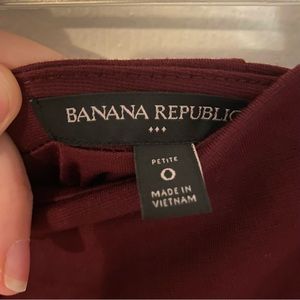 BANANA REPUBLIC
PETITE
0
MADE IN
VIETNAM